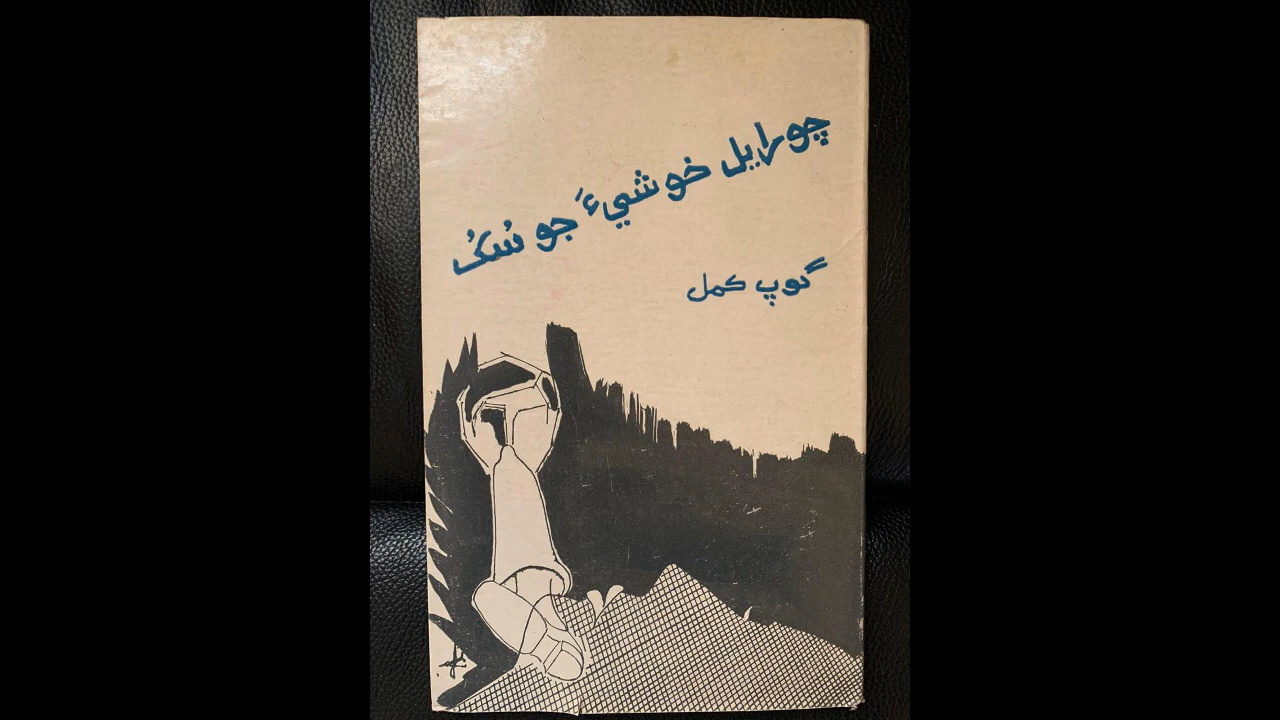 چورايل خوشيءَ جو سُکُ
گوپ ڪمل